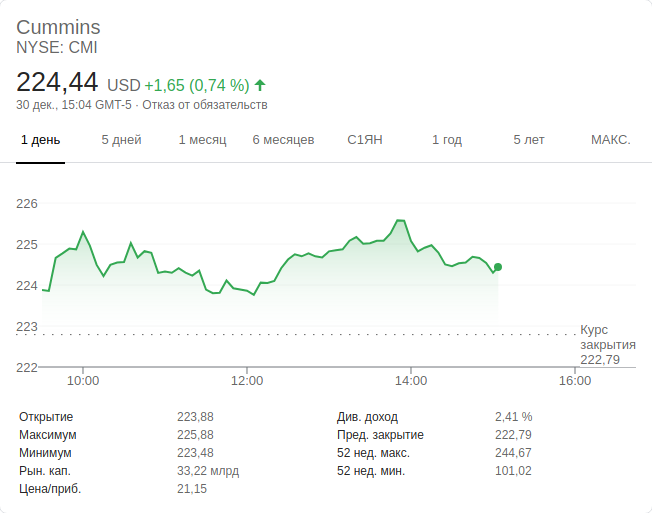 Cummins
NYSE: CMI
224,44 USD +1,65 (0,74 %)
30 дек., 15:04 GMT-5 · Отказ от обязательств
1 день 5 дней 1 месяц 6 месяцев С1ЯН 1 год 5 лет МАКС.
226
225
224
223
Курс
закрытия
222,79
222
10:00 12:00 14:00 16:00
Открытие 223,88 Див. доход 2,41 %
Максимум 225,88 Пред. закрытие 222,79
Минимум 223,48 52 нед. макс. 244,67
Рын. кап. 33,22 млрд 52 нед. мин. 101,02
Цена/приб. 21,15